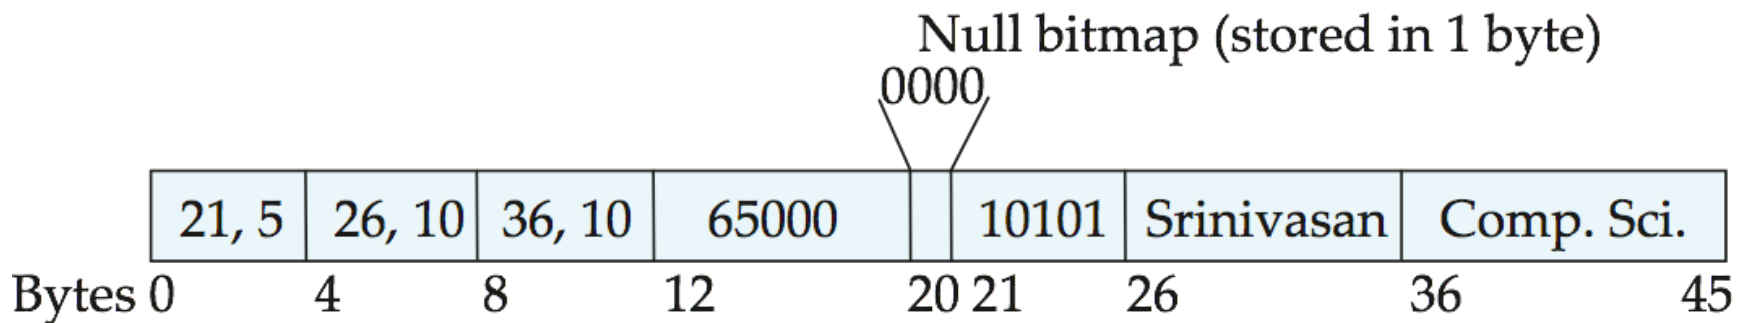 Null bitmap (stored in 1 byte)
0000
21, 5 26, 10 36, 10 65000 10101 Srinivasan Comp. Sci.
Bytes 0 4 8 12 20 21 26 36 45